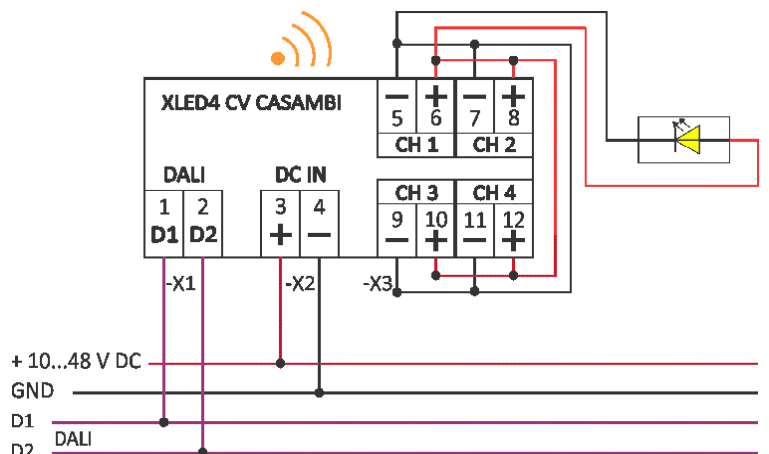 XLED4 CV CASAMBI
5 6 7 8
CH 1 CH 2
DALI DC IN
CH 3 CH 4
1 2 3 4
9 10 11 12
D1 D2 + −
− + − +
-X1 -X2 -X3
+ 10...48 V DC
GND
D1
DALI
D2